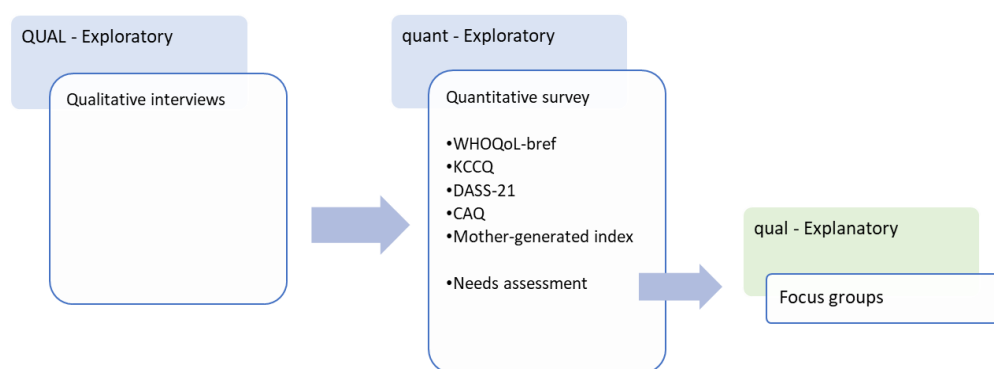 QUAL - Exploratory
Qualitative interviews
quant - Exploratory
Quantitative survey
•WHOQoL-bref
•KCCQ
•DASS-21
•CAQ
•Mother-generated index
•Needs assessment
qual - Explanatory
Focus groups